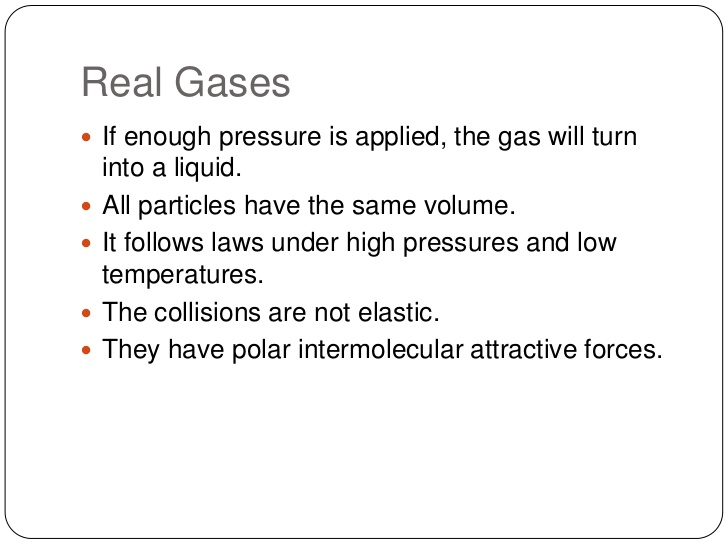 Real Gases
• If enough pressure is applied, the gas will turn
into a liquid.
• All particles have the same volume.
• It follows laws under high pressures and low
temperatures.
• The collisions are not elastic.
• They have polar intermolecular attractive forces.